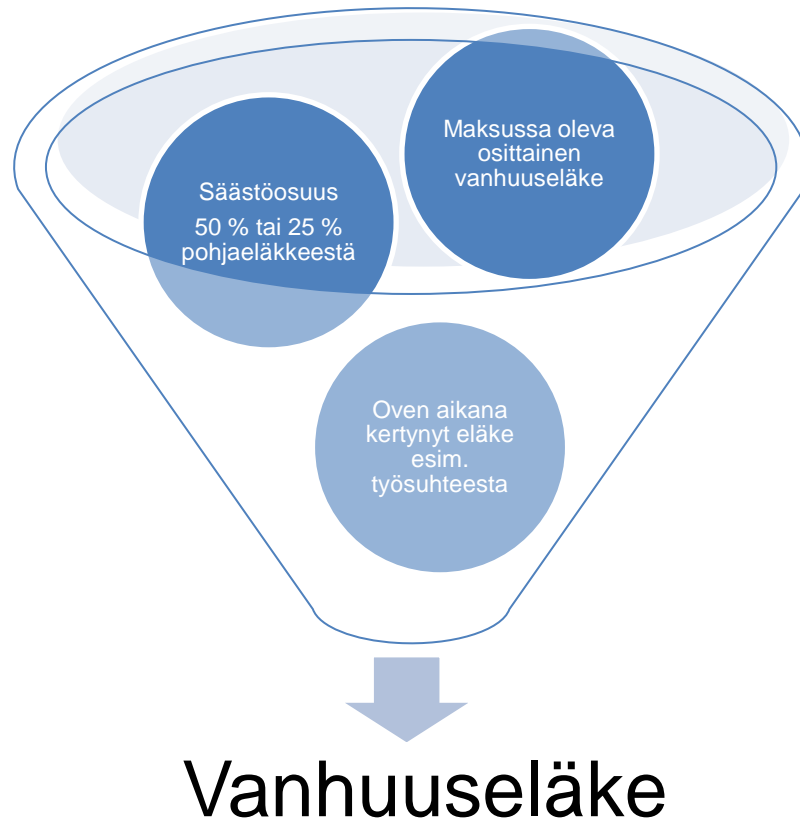 Maksussa oleva
osittainen
vanhuuseläke
Säästöosuus
50 % tai 25 %
pohjaeläkkeestä
Oven aikana
kertynyt eläke
esim.
työsuhteesta
Vanhuuseläke